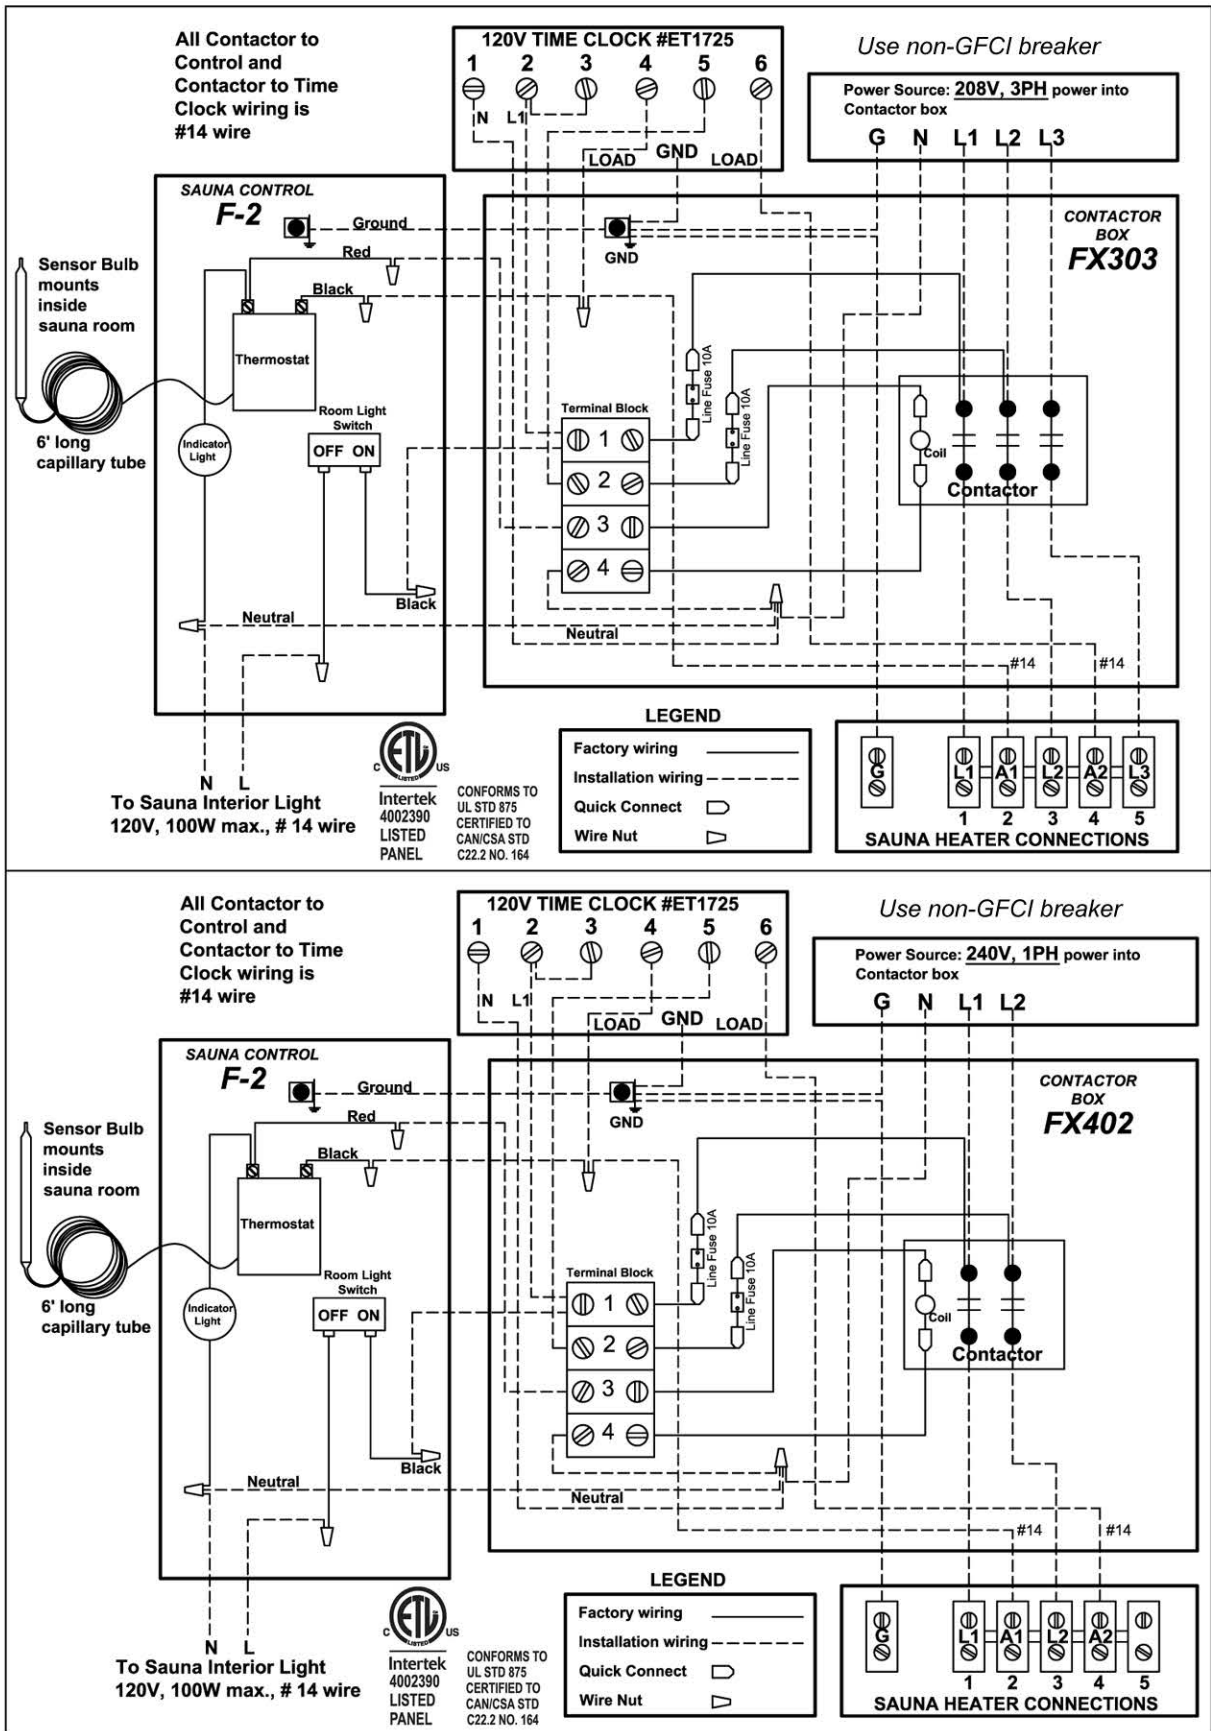 All Contactor to
Control and
Contactor to Time
Clock wiring is
#14 wire
120V TIME CLOCK #ET1725
1 2 3 4 5 6
N L1
LOAD GND LOAD
Use non-GFCI breaker
Power Source: 208V, 3PH power into
Contactor box
G N L1 L2 L3
SAUNA CONTROL
F-2
Ground
Red
Black
GND
CONTACTOR
BOX
FX303
Sensor Bulb
mounts
inside
sauna room
Thermostat
6' long
capillary tube
Indicator
Light
Room Light
Switch
OFF ON
Black
Neutral
Terminal Block
1
2
3
4
Line Fuse 10A
Line Fuse 10A
Coil
Contactor
Neutral
#14
#14
N L
To Sauna Interior Light
120V, 100W max., # 14 wire
ETL
LISTED
C US
Intertek
4002390
LISTED
PANEL
CONFORMS TO
UL STD 875
CERTIFIED TO
CAN/CSA STD
C22.2 NO. 164
LEGEND
Factory wiring
Installation wiring
Quick Connect
Wire Nut
G L1 A1 L2 A2 L3
1 2 3 4 5
SAUNA HEATER CONNECTIONS
All Contactor to
Control and
Contactor to Time
Clock wiring is
#14 wire
120V TIME CLOCK #ET1725
1 2 3 4 5 6
N L1
LOAD GND LOAD
Use non-GFCI breaker
Power Source: 240V, 1PH power into
Contactor box
G N L1 L2
SAUNA CONTROL
F-2
Ground
Red
Black
GND
CONTACTOR
BOX
FX402
Sensor Bulb
mounts
inside
sauna room
Thermostat
6' long
capillary tube
Indicator
Light
Room Light
Switch
OFF ON
Black
Neutral
Terminal Block
1
2
3
4
Line Fuse 10A
Line Fuse 10A
Coil
Contactor
Neutral
#14
#14
N L
To Sauna Interior Light
120V, 100W max., # 14 wire
ETL
LISTED
C US
Intertek
4002390
LISTED
PANEL
CONFORMS TO
UL STD 875
CERTIFIED TO
CAN/CSA STD
C22.2 NO. 164
LEGEND
Factory wiring
Installation wiring
Quick Connect
Wire Nut
G L1 A1 L2 A2
1 2 3 4 5
SAUNA HEATER CONNECTIONS